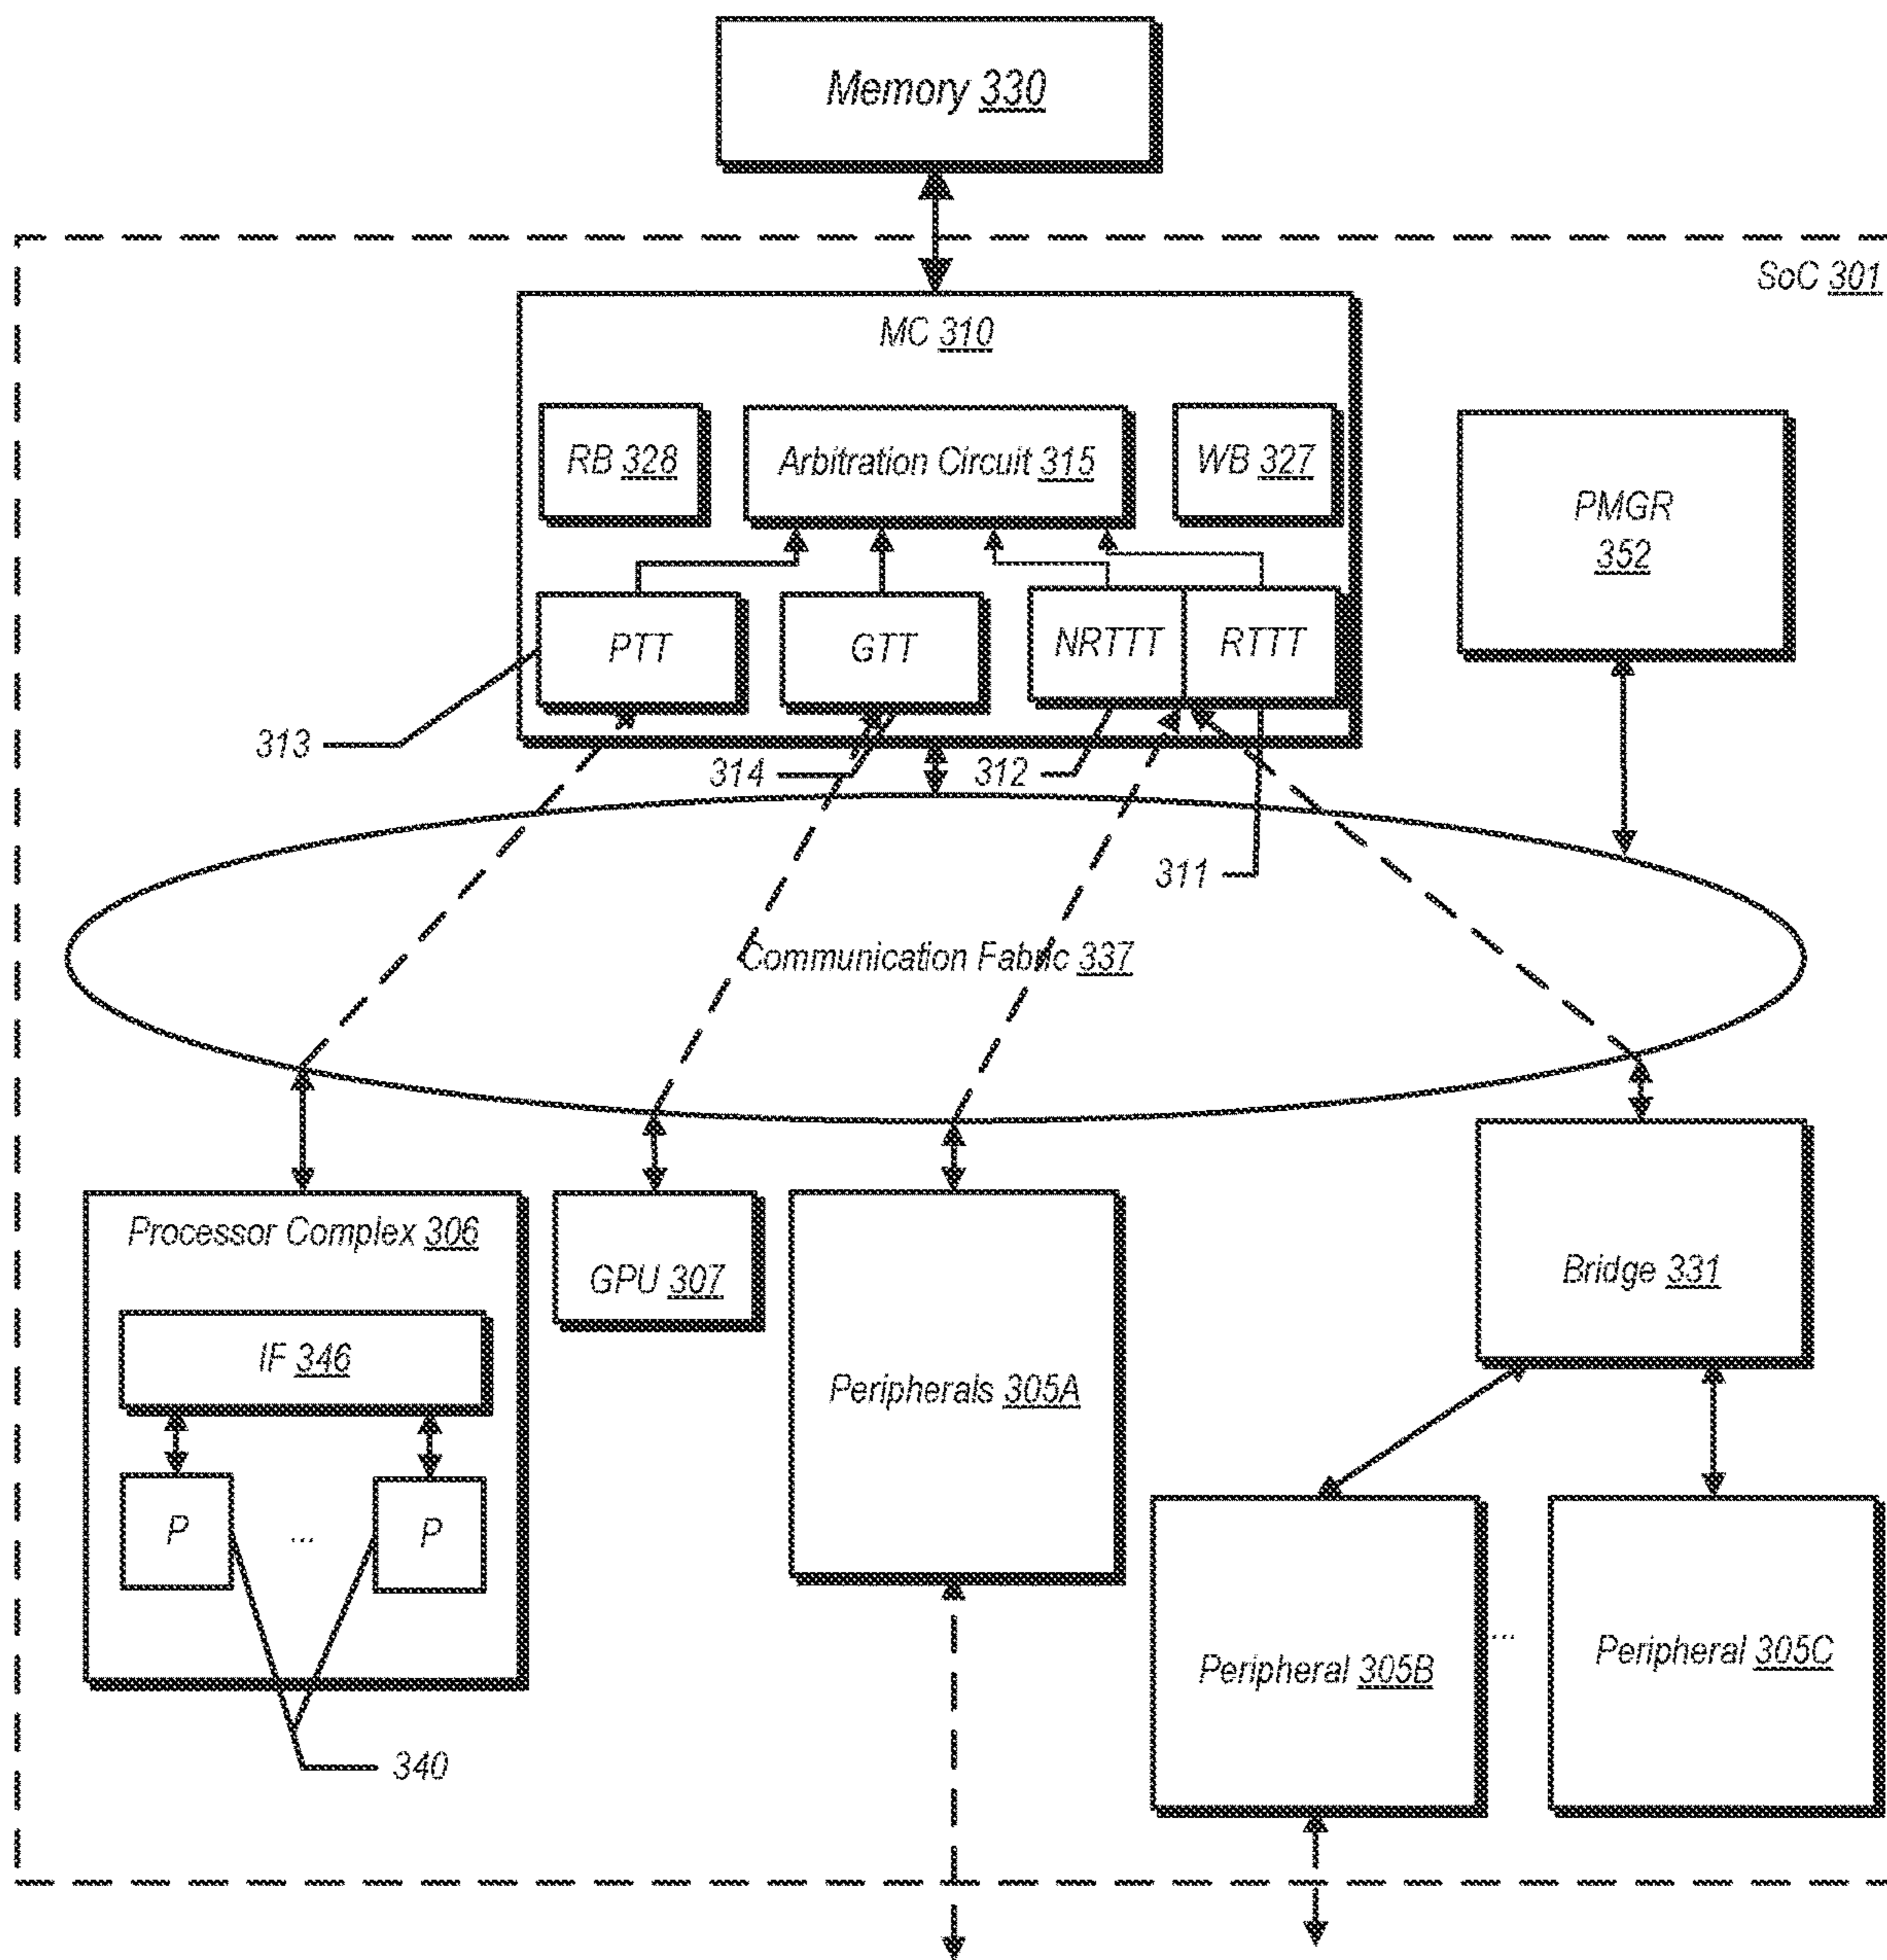 Memory 330
SoC 301
MC 310
RB 328
Arbitration Circuit 315
WB 327
PMGR
352
PTT
GTT
NRTTT
RTTT
313
314
312
311
Communication Fabric 337
Processor Complex 306
GPU 307
Bridge 331
IF 346
Peripherals 305A
P
...
P
Peripheral 305B
...
Peripheral 305C
340